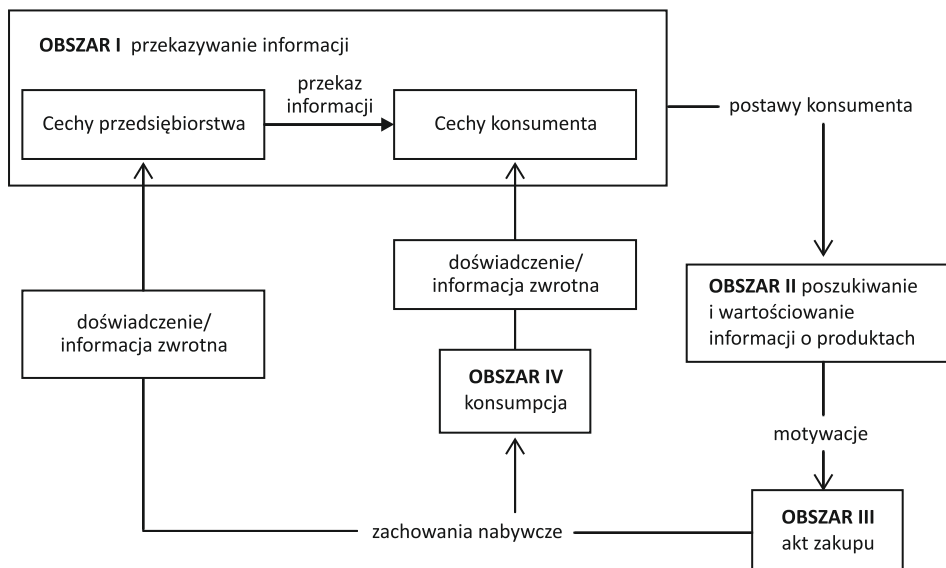 OBSZAR I przekazywanie informacji
przekaz
informacji
Cechy przedsiębiorstwa
Cechy konsumenta
postawy konsumenta
doświadczenie/
informacja zwrotna
OBSZAR II poszukiwanie
i wartościowanie
informacji o produktach
doświadczenie/
informacja zwrotna
OBSZAR IV
konsumpcja
motywacje
zachowania nabywcze
OBSZAR III
akt zakupu